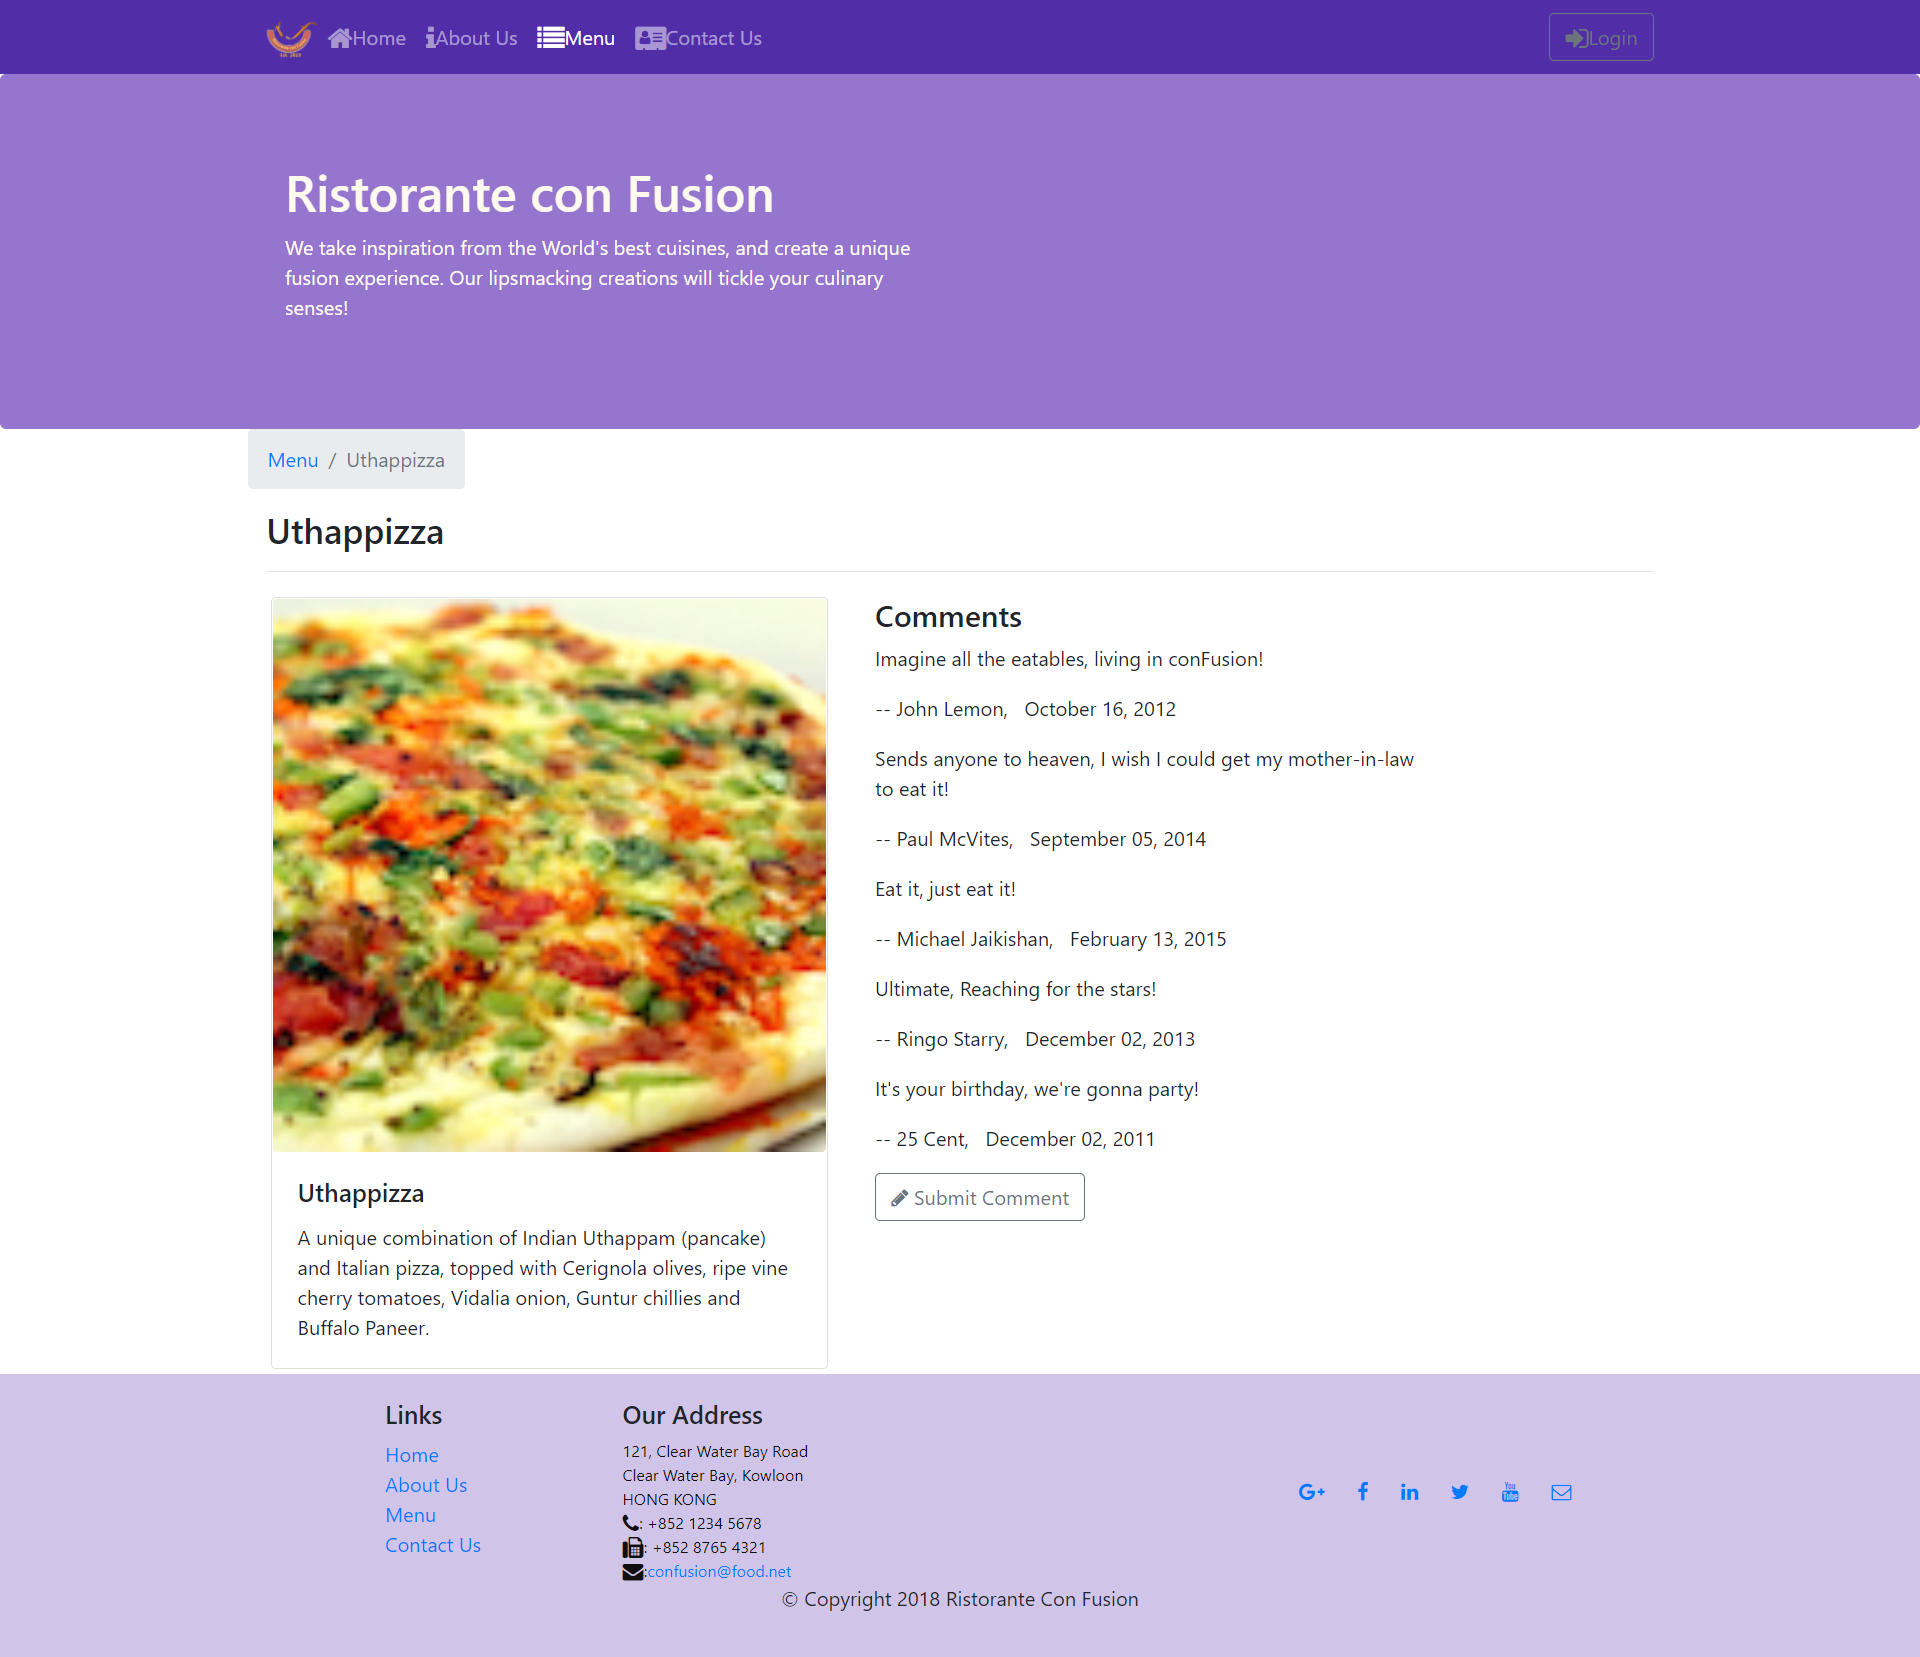 Home About Us Menu Contact Us Login
Ristorante con Fusion
We take inspiration from the World's best cuisines, and create a unique
fusion experience. Our lipsmacking creations will tickle your culinary
senses!
Menu / Uthappizza
Uthappizza
Uthappizza
A unique combination of Indian Uthappam (pancake)
and Italian pizza, topped with Cerignola olives, ripe vine
cherry tomatoes, Vidalia onion, Guntur chillies and
Buffalo Paneer.
Comments
Imagine all the eatables, living in conFusion!
-- John Lemon, October 16, 2012
Sends anyone to heaven, I wish I could get my mother-in-law
to eat it!
-- Paul McVites, September 05, 2014
Eat it, just eat it!
-- Michael Jaikishan, February 13, 2015
Ultimate, Reaching for the stars!
-- Ringo Starry, December 02, 2013
It's your birthday, we're gonna party!
-- 25 Cent, December 02, 2011
Submit Comment
Links
Home
About Us
Menu
Contact Us
Our Address
121, Clear Water Bay Road
Clear Water Bay, Kowloon
HONG KONG
: +852 1234 5678
: +852 8765 4321
:confusion@food.net
© Copyright 2018 Ristorante Con Fusion